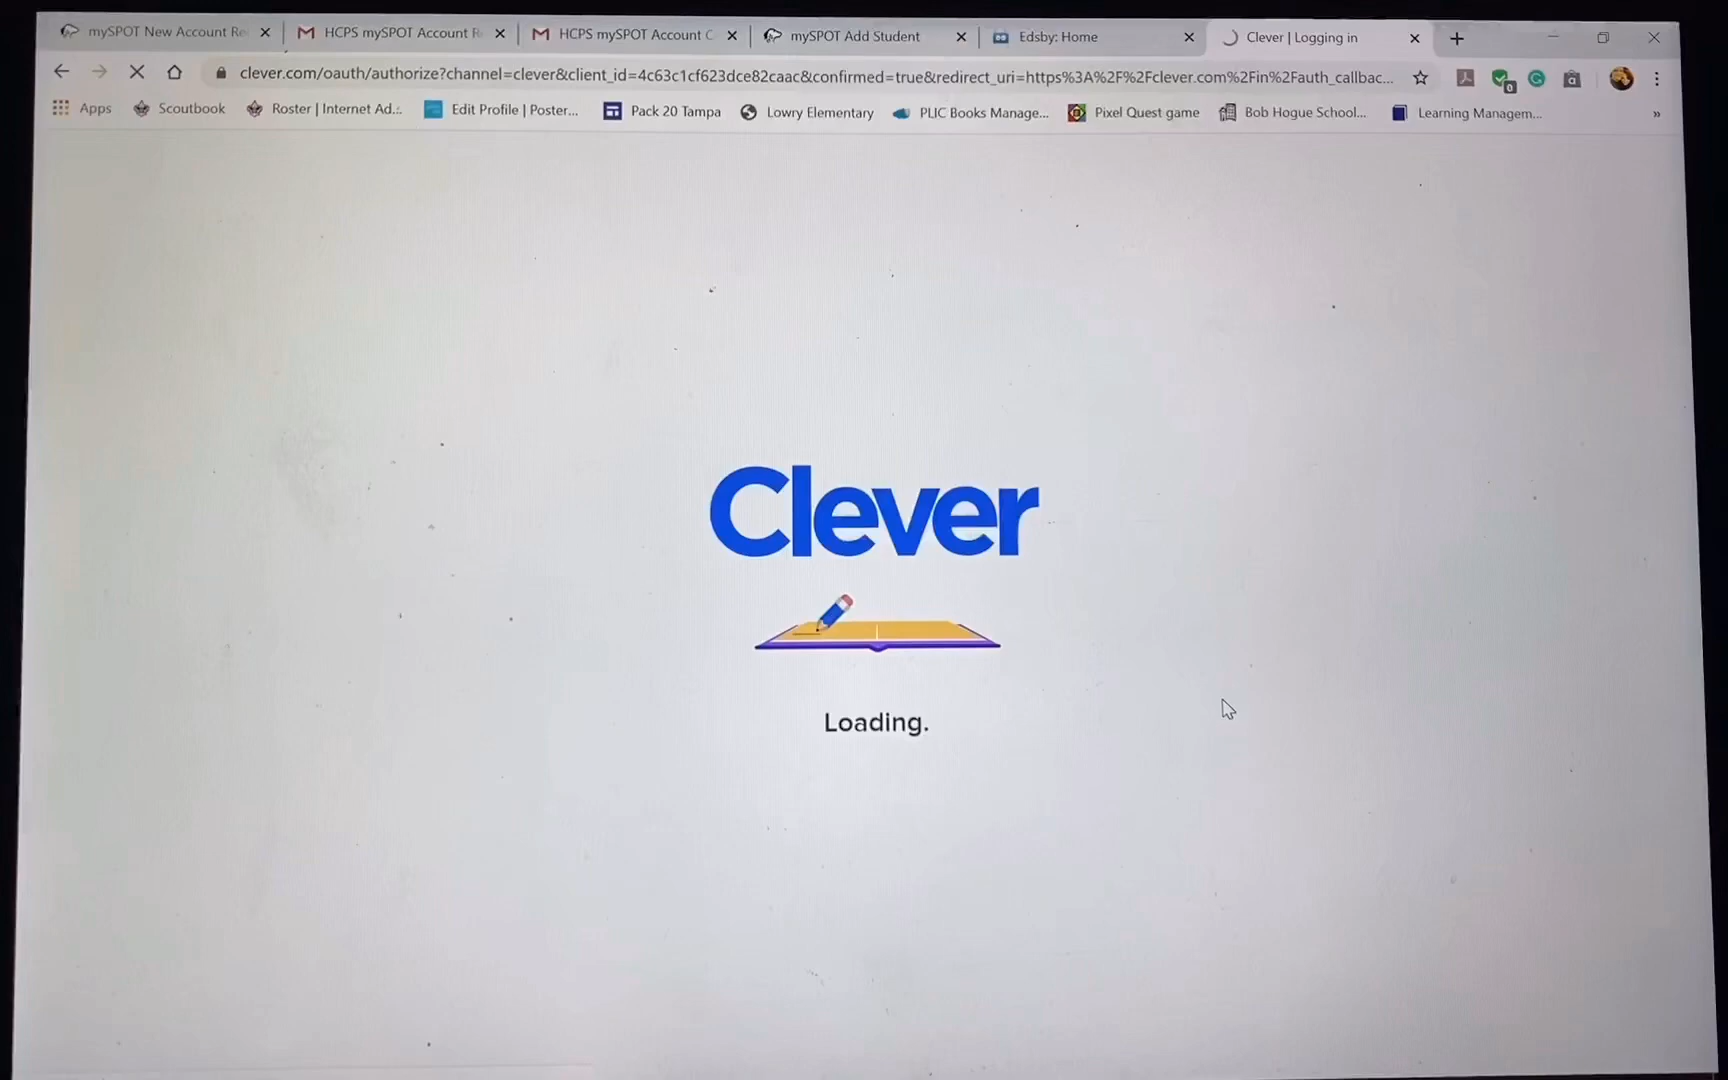 mySPOT New Account Re
HCPS mySPOT Account R
HCPS mySPOT Account C
mySPOT Add Student
Edsby: Home
Clever | Logging in
clever.com/oauth/authorize?channel=clever&client_id=4c63c1cf623dce82caac&confirmed=true&redirect_uri=https%3A%2F%2Fclever.com%2Fin%2Fauth_callbac...
0
Apps
Scoutbook
Roster | Internet Ad...
Edit Profile | Poster...
Pack 20 Tampa
Lowry Elementary
PLIC Books Manage...
Pixel Quest game
Bob Hogue School...
Learning Managem...
»
Clever
Loading.